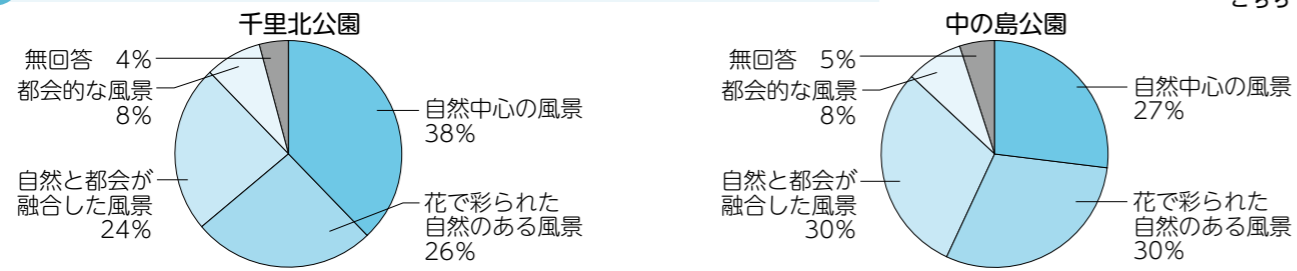 こちら
千里北公園
無回答 4%
都会的な風景
8%
自然と都会が
融合した風景
24%
自然中心の風景
38%
花で彩られた
自然のある風景
26%
中の島公園
無回答 5%
都会的な風景
8%
自然と都会が
融合した風景
30%
自然中心の風景
27%
花で彩られた
自然のある風景
30%